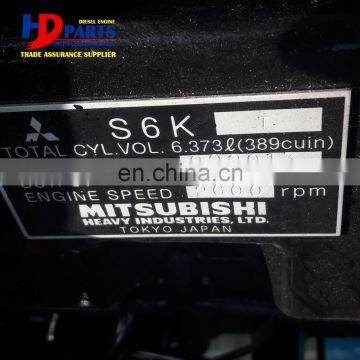 HD PARTS
DIESEL ENGINE
TRADE ASSURANCE SUPPLIER
S6K T
TOTAL CYL.VOL. 6.373ℓ(389cuin)
ENGINE SPEED rpm
MITSUBISHI
HEAVY INDUSTRIES, LTD.
TOKYO JAPAN